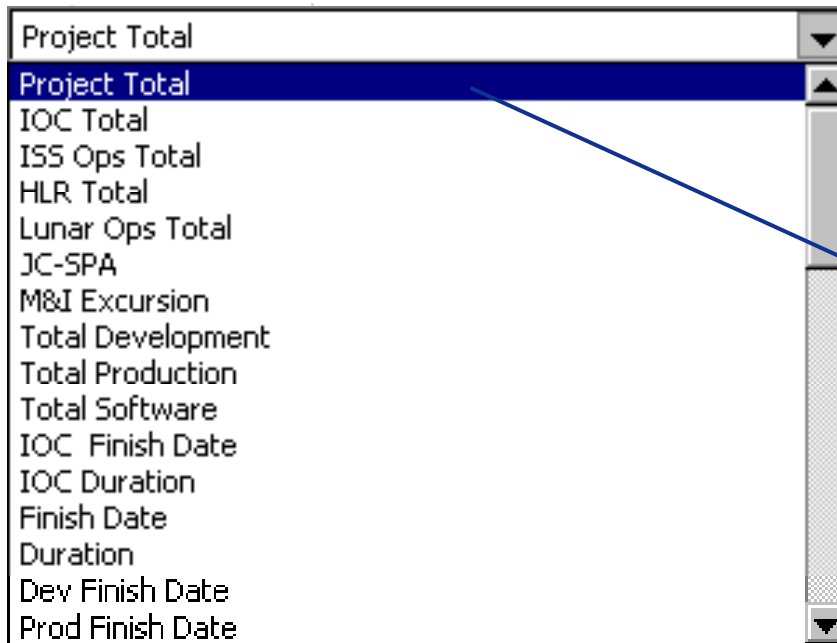 Project Total
Project Total
IOC Total
ISS Ops Total
HLR Total
Lunar Ops Total
JC-SPA
M&I Excursion
Total Development
Total Production
Total Software
IOC  Finish Date
IOC Duration
Finish Date
Duration
Dev Finish Date
Prod Finish Date